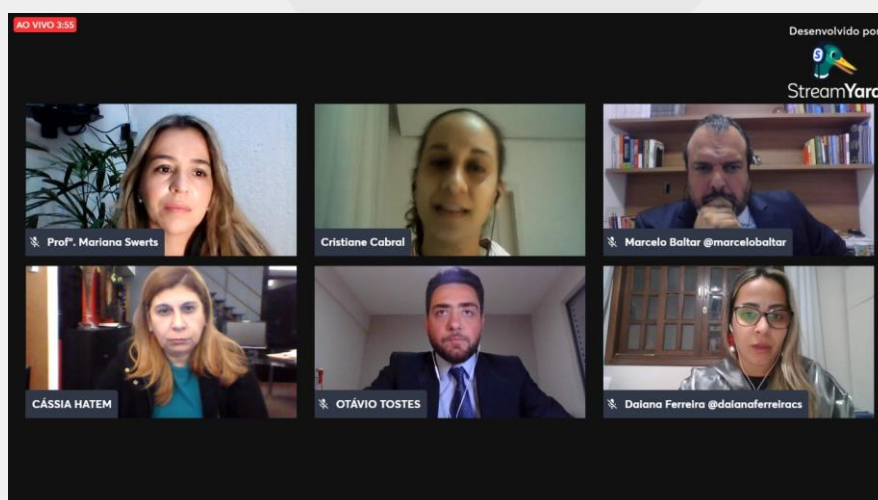 AO VIVO 3:55
Desenvolvido por
StreamYard
Profª. Mariana Swerts
Cristiane Cabral
Marcelo Baltar @marcelobaltar
CÁSSIA HATEM
OTÁVIO TOSTES
Daiana Ferreira @daianaferreiracs